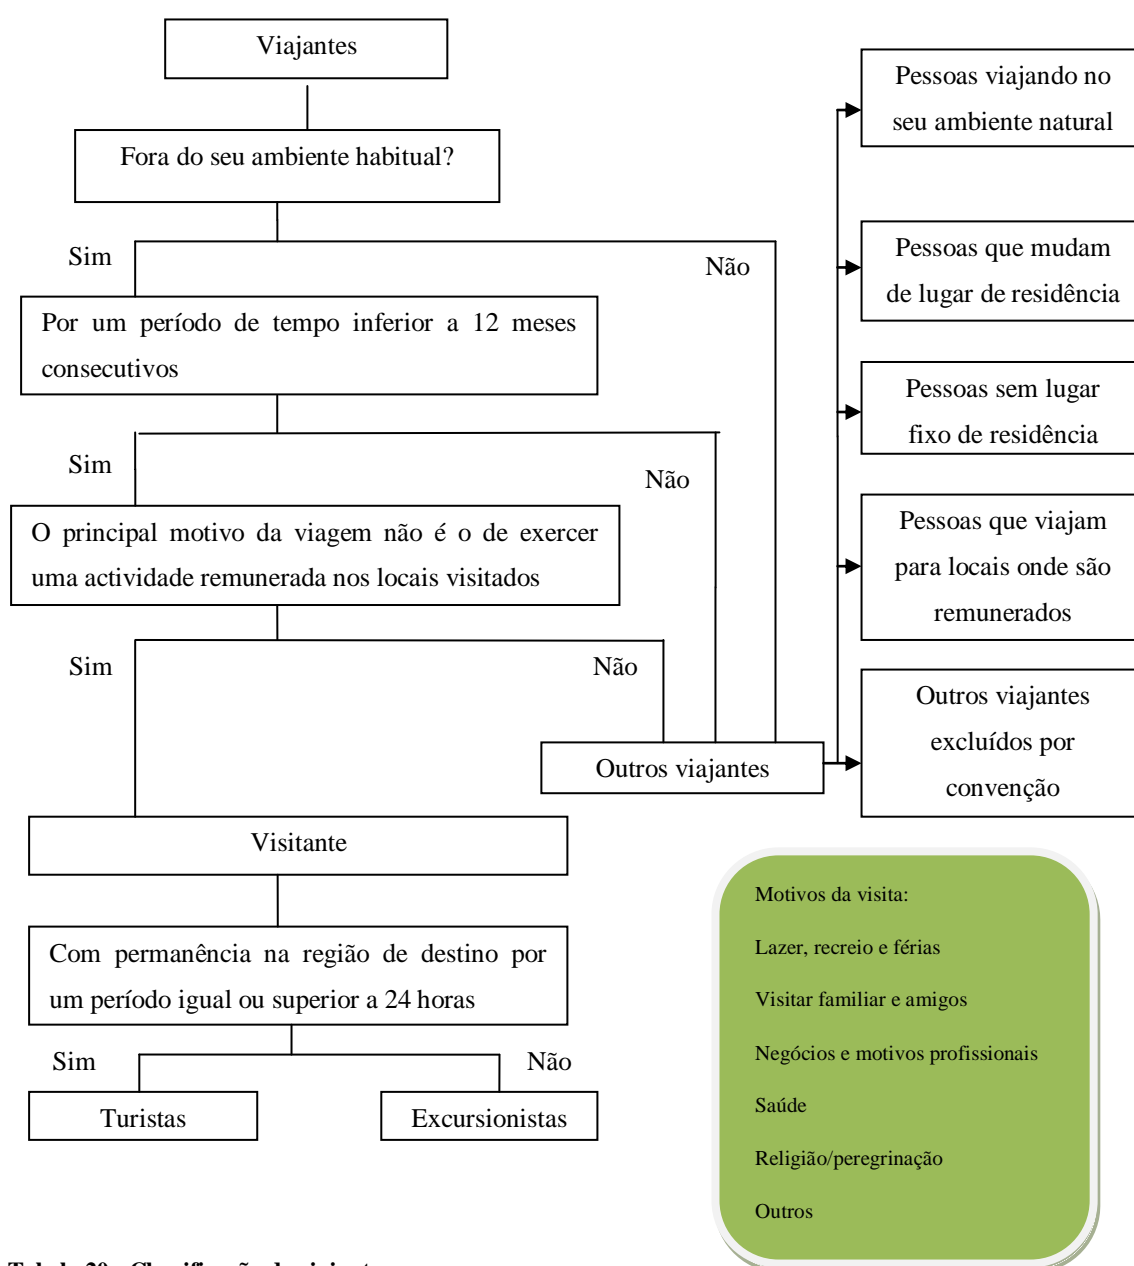 Viajantes
Fora do seu ambiente habitual?
Sim
Não
Por um período de tempo inferior a 12 meses
consecutivos
Sim
Não
O principal motivo da viagem não é o de exercer
uma actividade remunerada nos locais visitados
Sim
Não
Outros viajantes
Visitante
Com permanência na região de destino por
um período igual ou superior a 24 horas
Sim
Não
Turistas
Excursionistas
Pessoas viajando no
seu ambiente natural
Pessoas que mudam
de lugar de residência
Pessoas sem lugar
fixo de residência
Pessoas que viajam
para locais onde são
remunerados
Outros viajantes
excluídos por
convenção
Motivos da visita:
Lazer, recreio e férias
Visitar familiar e amigos
Negócios e motivos profissionais
Saúde
Religião/peregrinação
Outros